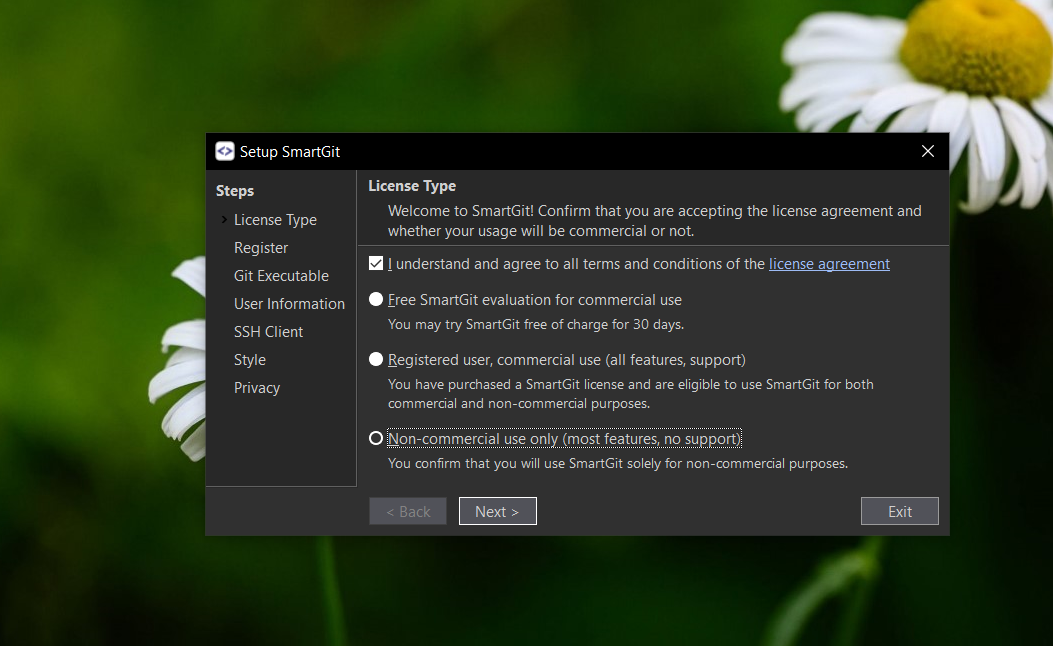 Setup SmartGit
Steps
License Type
Register
Git Executable
User Information
SSH Client
Style
Privacy
License Type
Welcome to SmartGit! Confirm that you are accepting the license agreement and
whether your usage will be commercial or not.
I understand and agree to all terms and conditions of the license agreement
Free SmartGit evaluation for commercial use
You may try SmartGit free of charge for 30 days.
Registered user, commercial use (all features, support)
You have purchased a SmartGit license and are eligible to use SmartGit for both
commercial and non-commercial purposes.
Non-commercial use only (most features, no support)
You confirm that you will use SmartGit solely for non-commercial purposes.
< Back
Next >
Exit